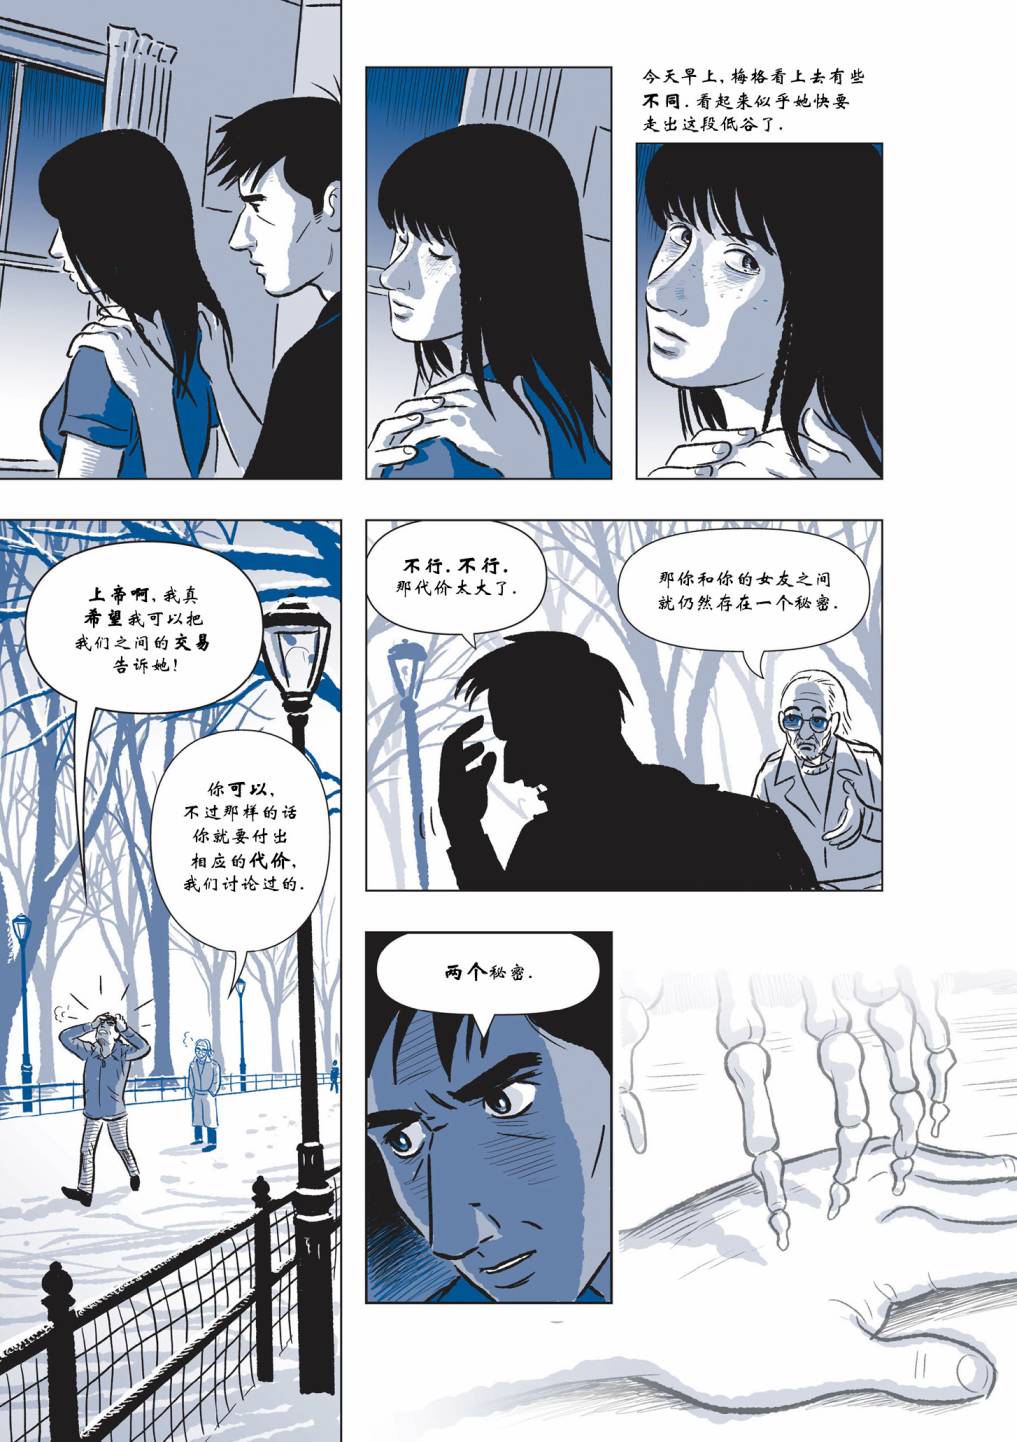 今天早上, 梅格看上去有些
不同. 看起来似乎她快要
走出这段低谷了.
上帝啊, 我真
希望我可以把
我们之间的交易
告诉她!
你可以,
不过那样的话
你就要付出
相应的代价,
我们讨论过的.
不行. 不行.
那代价太大了.
那你和你的女友之间
就仍然存在一个秘密.
两个秘密.